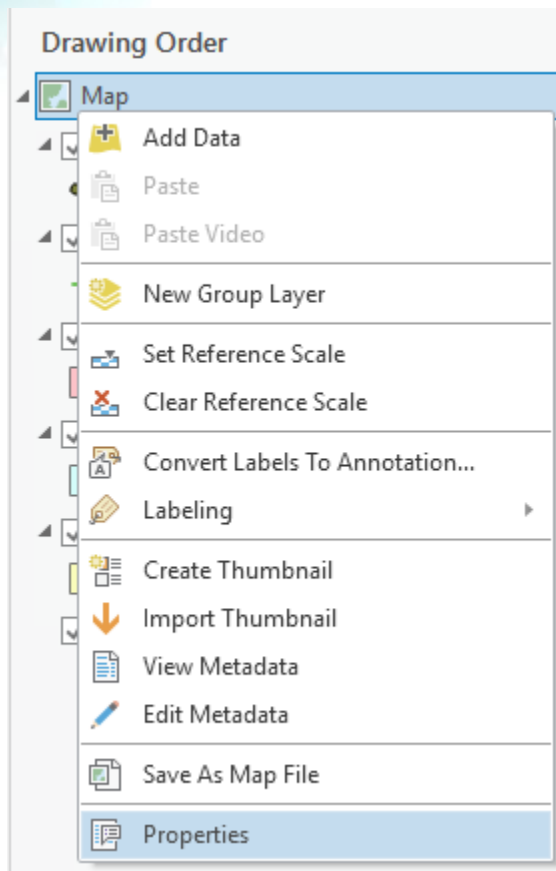 Drawing Order
Map
Add Data
Paste
Paste Video
New Group Layer
Set Reference Scale
Clear Reference Scale
Convert Labels To Annotation...
Labeling
Create Thumbnail
Import Thumbnail
View Metadata
Edit Metadata
Save As Map File
Properties